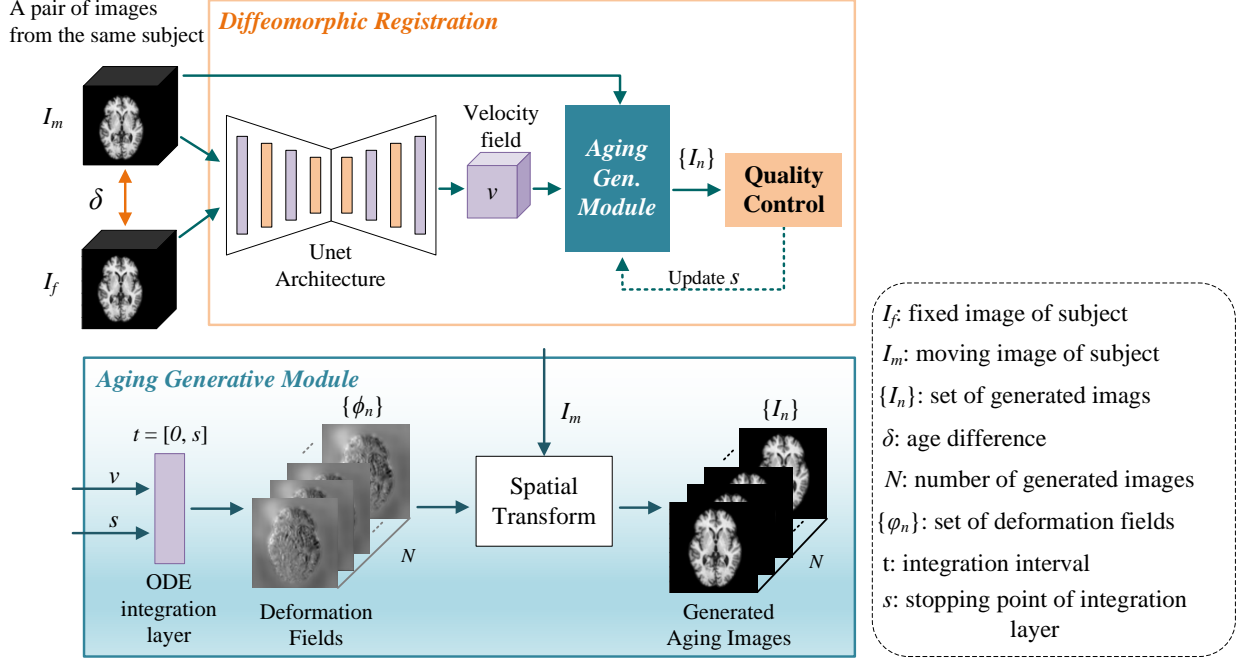 A pair of images
from the same subject
Diffeomorphic Registration
I_m
δ
I_f
Unet
Architecture
Velocity
field
v
Aging
Gen.
Module
{I_n}
Quality
Control
Update s
Aging Generative Module
t = [0, s]
v
s
ODE
integration
layer
{ϕ_n}
N
Deformation
Fields
I_m
Spatial
Transform
{I_n}
N
Generated
Aging Images
I_f: fixed image of subject
I_m: moving image of subject
{I_n}: set of generated imags
δ: age difference
N: number of generated images
{φ_n}: set of deformation fields
t: integration interval
s: stopping point of integration
layer